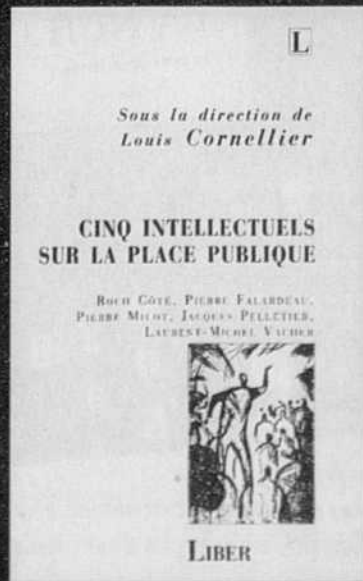 L
Sous la direction de
Louis Cornellier
CINQ INTELLECTUELS
SUR LA PLACE PUBLIQUE
ROCH CÔTÉ, PIERRE FALARDEAU,
PIERRE MILOT, JACQUES PELLETIER,
LAURENT-MICHEL VACHER
LIBER